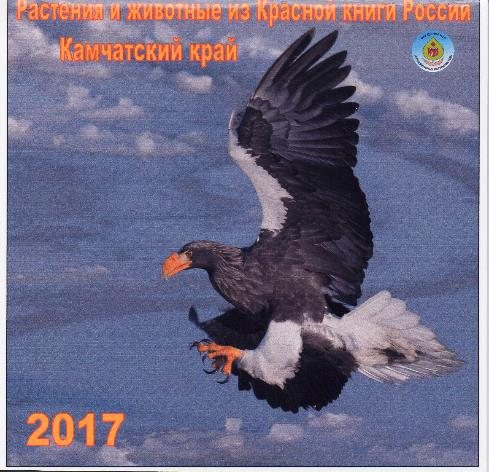 Растения и животные из Красной книги России
Камчатский край
2017